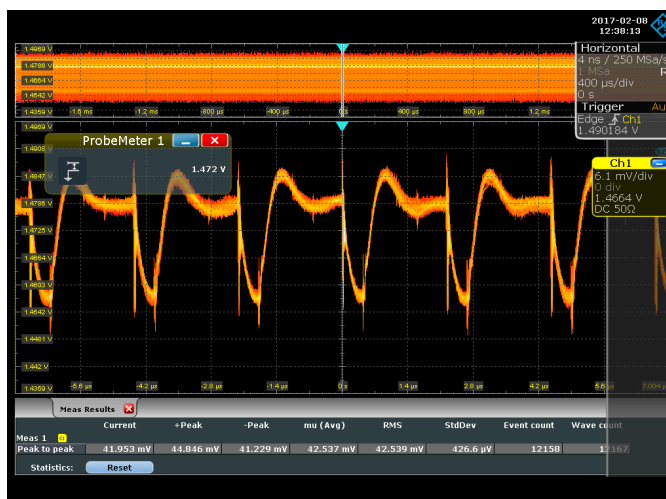 2017-02-08
12:38:13
Horizontal
4 ns / 250 MSa/s
1 MSa R
400 µs/div
0 s
Trigger Au
Edge Ch1
1.490184 V
1.4969 V
1.4786 V
1.4664 V
1.4542 V
1.4359 V -1.6 ms -1.2 ms -800 µs -400 µs 0 s 400 µs 800 µs 1.2 ms
1.4969 V
1.4908 V
ProbeMeter 1
1.472 V
1.4847 V
1.4786 V
1.4725 V
1.4664 V
1.4603 V
1.4542 V
1.4481 V
1.442 V
1.4359 V -5.6 µs -4.2 µs -2.8 µs -1.4 µs 0 s 1.4 µs 2.8 µs 4.2 µs 5.6 µs 7.004 µs
Ch1
6.1 mV/div
0 div
1.4664 V
DC 50Ω
Meas Results
Current +Peak -Peak mu (Avg) RMS StdDev Event count Wave count
Meas 1
Peak to peak 41.953 mV 44.846 mV 41.229 mV 42.537 mV 42.539 mV 426.6 µV 12158 12167
Statistics: Reset